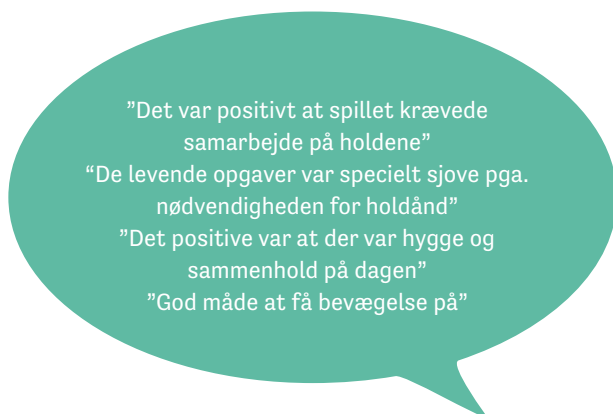 ”Det var positivt at spillet krævede
samarbejde på holdene”
“De levende opgaver var specielt sjove pga.
nødvendigheden for holdånd”
”Det positive var at der var hygge og
sammenhold på dagen”
”God måde at få bevægelse på”